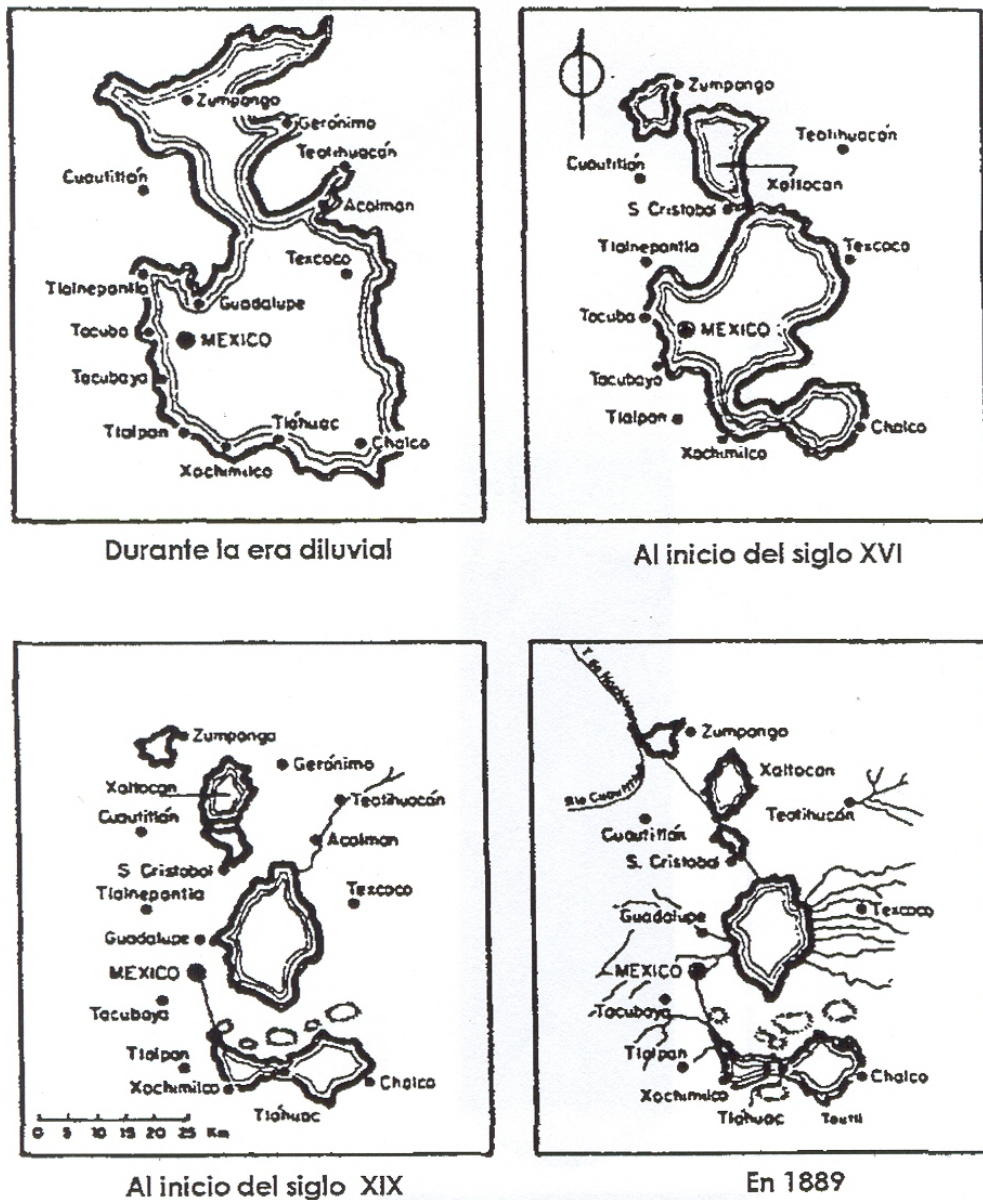 Zumpango
Gerónimo
Teotihuacán
Cuautitlán
Acolman
Texcoco
Tlalnepantla
Guadalupe
Tacuba
MEXICO
Tacubaya
Tlalpan
Tláhuac
Chalco
Xochimilco
Durante la era diluvial
Zumpango
Teotihuacán
Cuautitlán
Xaltocan
S Cristobal
Tlalnepantla
Texcoco
Tacuba
MEXICO
Tacubaya
Tlalpan
Chalco
Xochimilco
Al inicio del siglo XVI
Zumpango
Gerónimo
Xaltocan
Teotihuacán
Cuautitlán
Acolman
S Cristobal
Tlalnepantla
Texcoco
Guadalupe
MEXICO
Tacubaya
Tlalpan
Xochimilco
Chalco
Tláhuac
0 5 10 15 20 25 Km
Al inicio del siglo XIX
Zumpango
Xaltocan
Rio
Teotihucán
Cuautitlán
S. Cristobal
Guadalupe
Texcoco
MEXICO
Tacubaya
Tlalpan
Chalco
Xochimilco
Tláhuac
En 1889